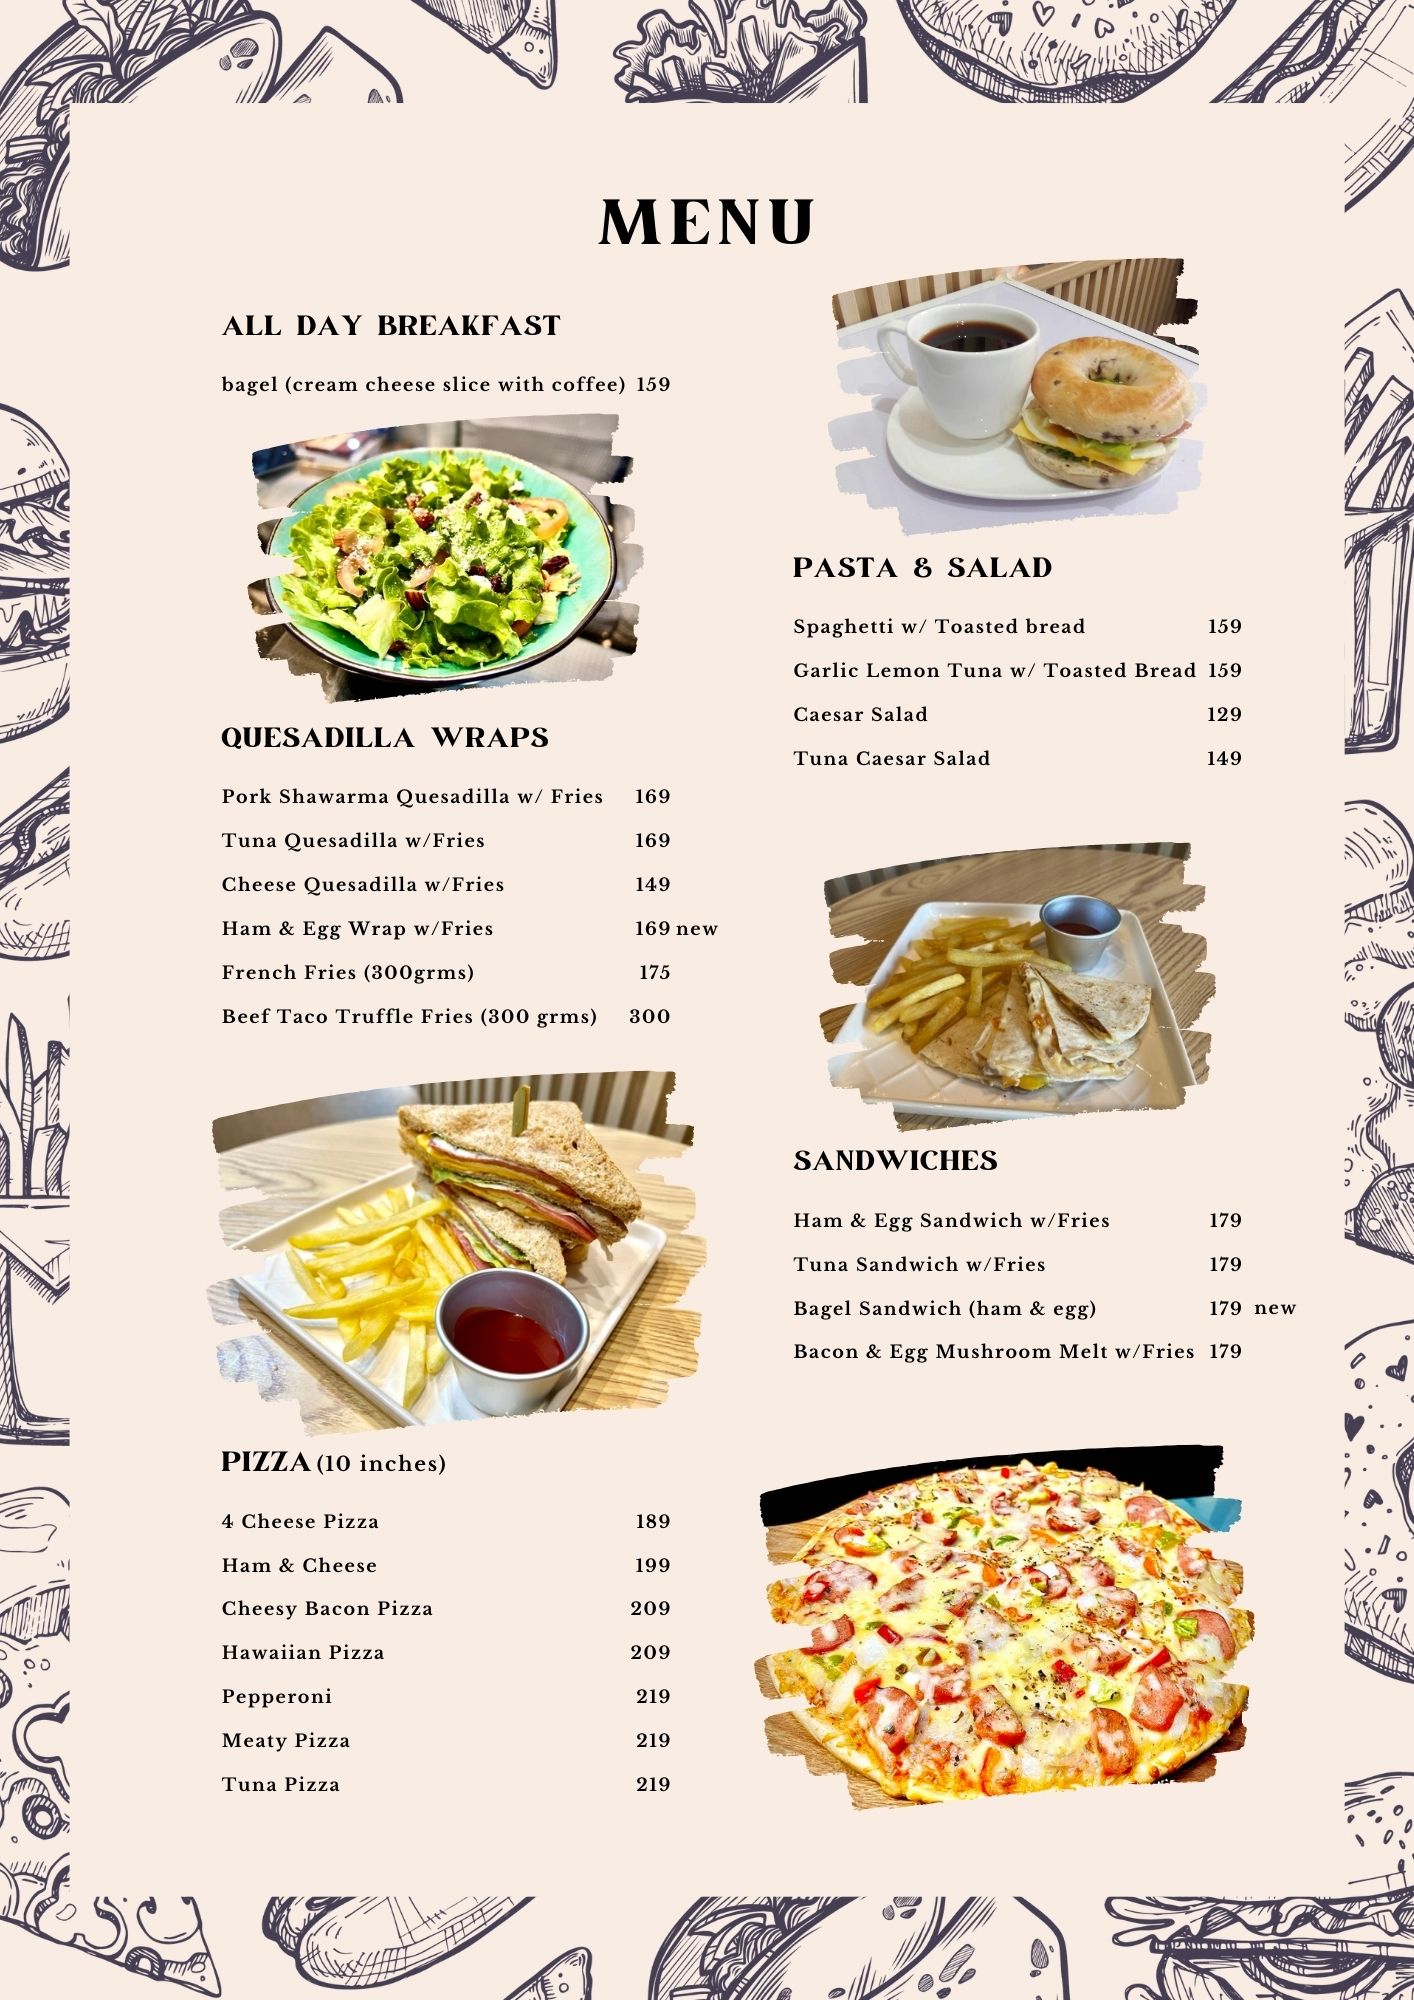 MENU
ALL DAY BREAKFAST
bagel (cream cheese slice with coffee) 159
QUESADILLA WRAPS
Pork Shawarma Quesadilla w/ Fries 169
Tuna Quesadilla w/Fries 169
Cheese Quesadilla w/Fries 149
Ham & Egg Wrap w/Fries 169 new
French Fries (300grms) 175
Beef Taco Truffle Fries (300 grms) 300
PIZZA (10 inches)
4 Cheese Pizza 189
Ham & Cheese 199
Cheesy Bacon Pizza 209
Hawaiian Pizza 209
Pepperoni 219
Meaty Pizza 219
Tuna Pizza 219
PASTA & SALAD
Spaghetti w/ Toasted bread 159
Garlic Lemon Tuna w/ Toasted Bread 159
Caesar Salad 129
Tuna Caesar Salad 149
SANDWICHES
Ham & Egg Sandwich w/Fries 179
Tuna Sandwich w/Fries 179
Bagel Sandwich (ham & egg) 179 new
Bacon & Egg Mushroom Melt w/Fries 179